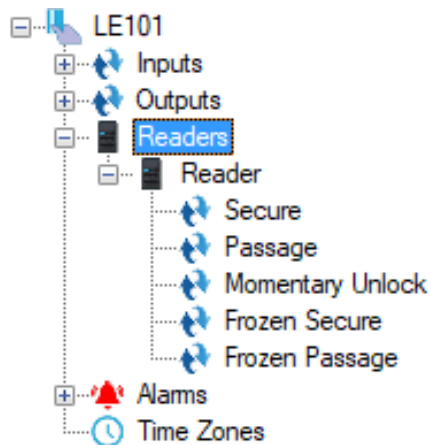 LE101
Inputs
Outputs
Readers
Reader
Secure
Passage
Momentary Unlock
Frozen Secure
Frozen Passage
Alarms
Time Zones